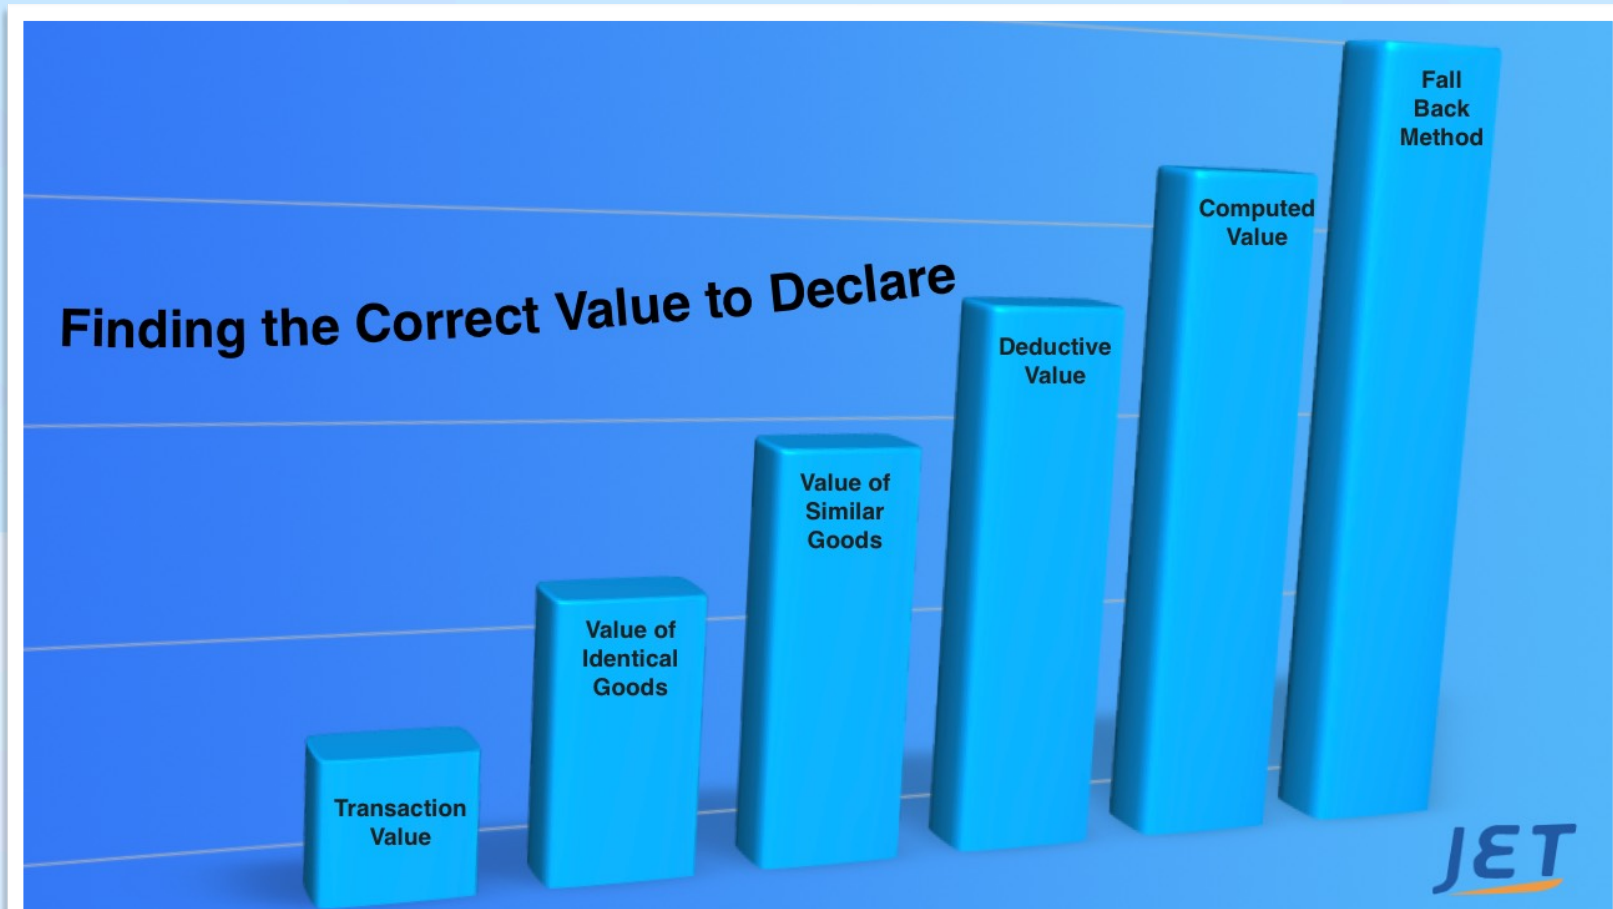 Finding the Correct Value to Declare
Transaction
Value
Value of
Identical
Goods
Value of
Similar
Goods
Deductive
Value
Computed
Value
Fall
Back
Method
JET